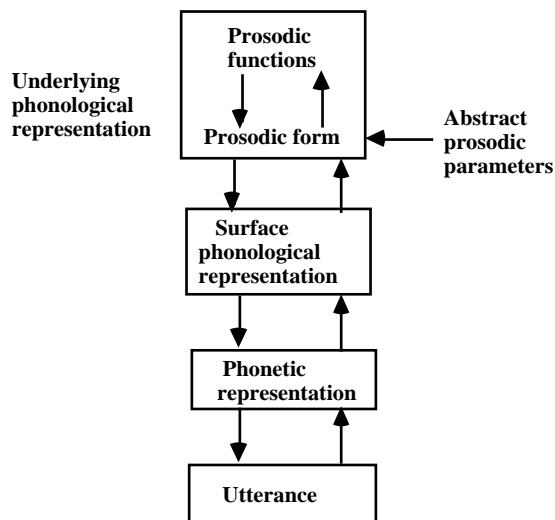 Prosodic
functions
Underlying
phonological
representation
Prosodic form
Abstract
prosodic
parameters
Surface
phonological
representation
Phonetic
representation
Utterance